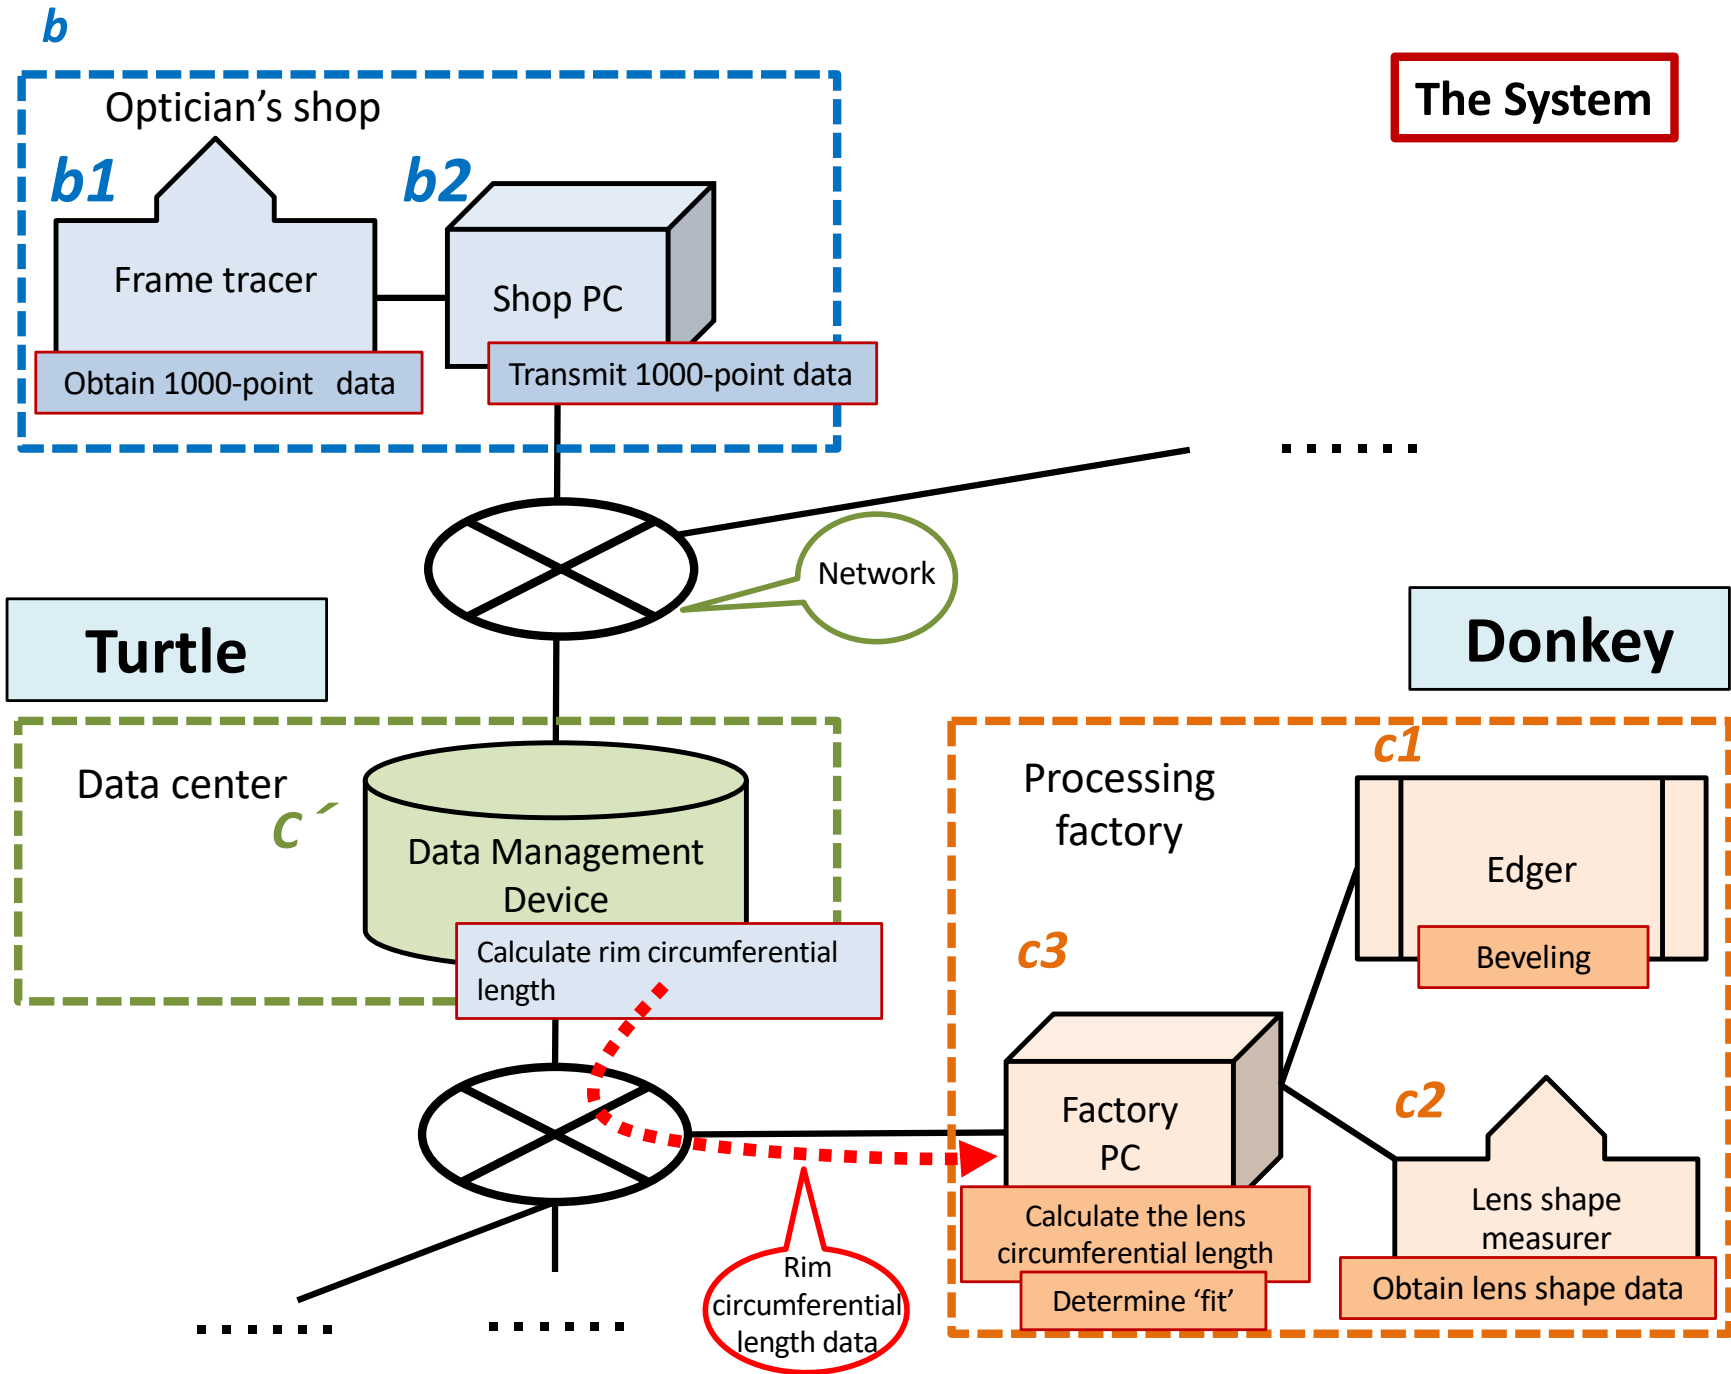 b
The System
Optician’s shop
b1
b2
Frame tracer
Shop PC
Obtain 1000-point data
Transmit 1000-point data
Network
Turtle
Donkey
Data center
C´
Data Management
Device
Calculate rim circumferential
length
Processing
factory
c1
Edger
Beveling
c3
Factory
PC
c2
Lens shape
measurer
Calculate the lens
circumferential length
Determine ‘fit’
Obtain lens shape data
Rim
circumferential
length data